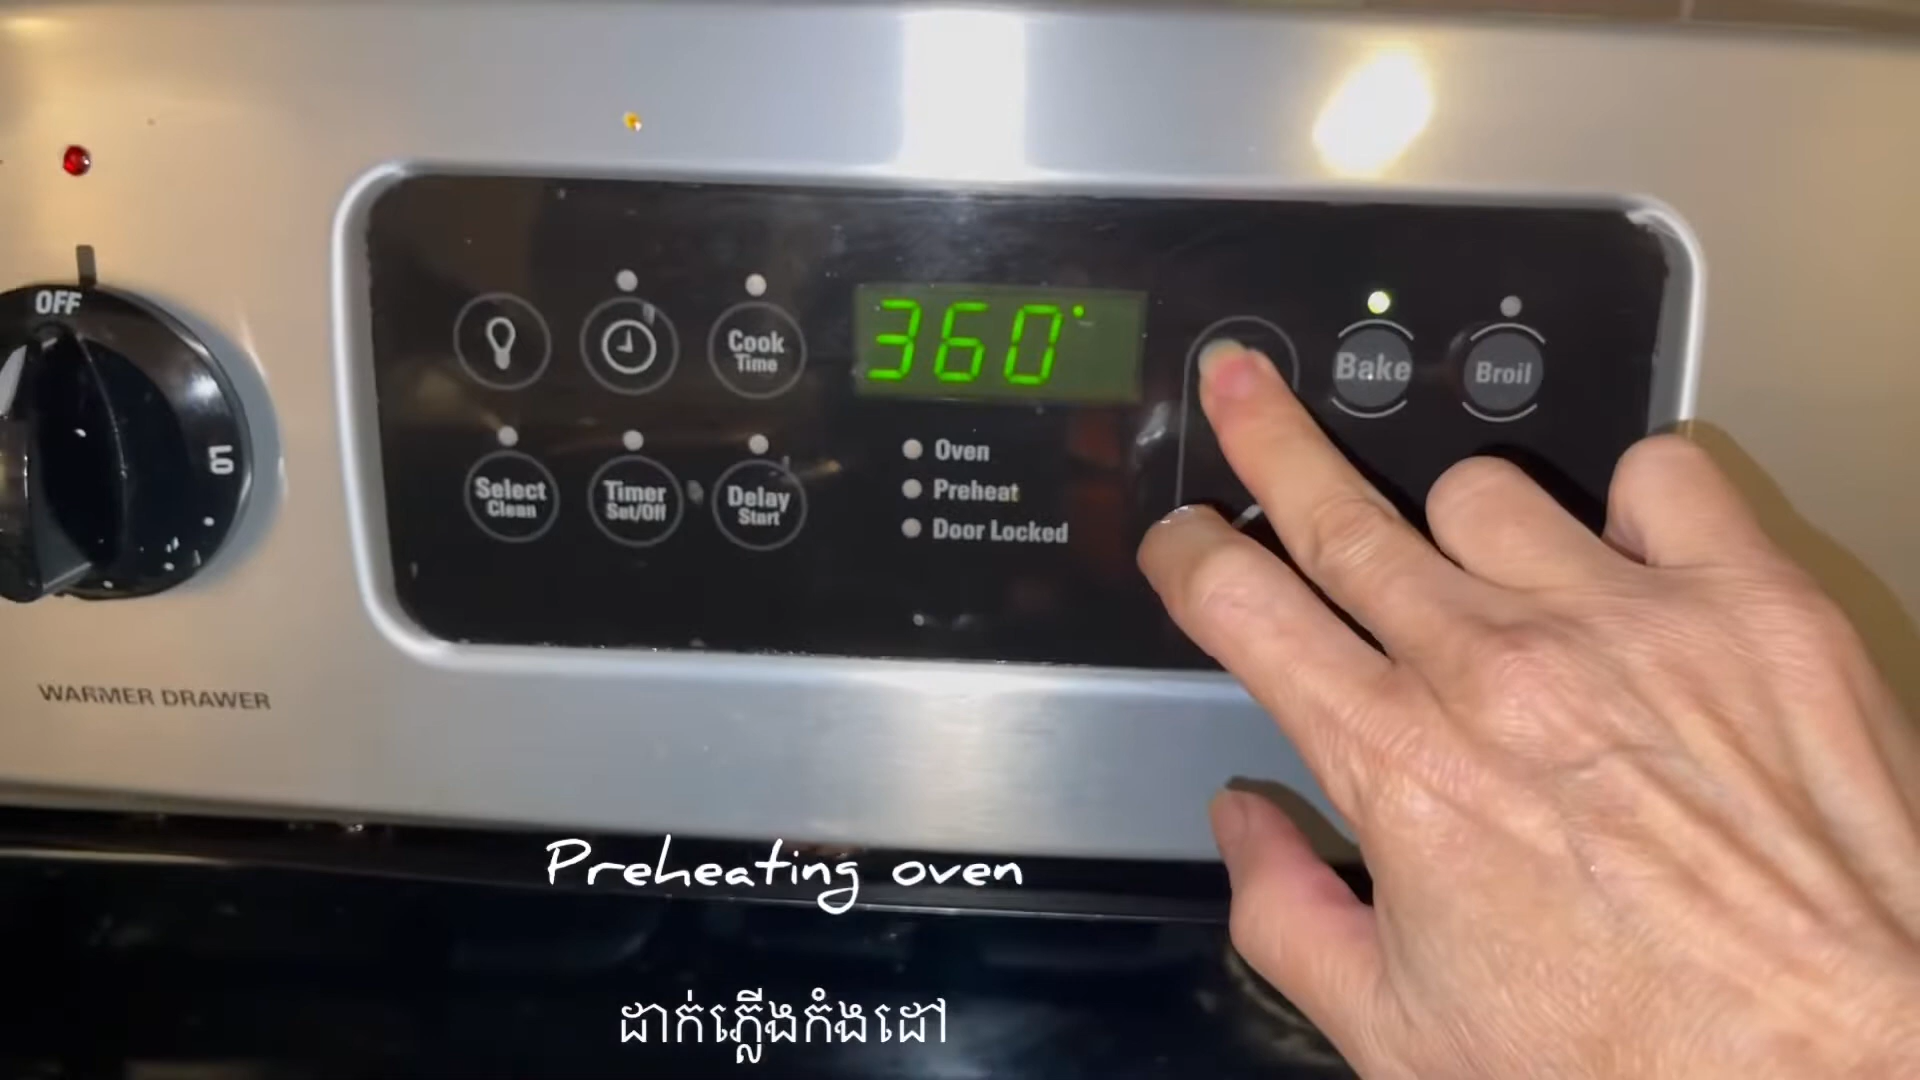 OFF
LO
WARMER DRAWER
Cook
Time
360°
Bake
Broil
Select
Clean
Timer
Set/Off
Delay
Start
Oven
Preheat
Door Locked
Preheating oven
ដាក់ភ្លើងកំងដៅ